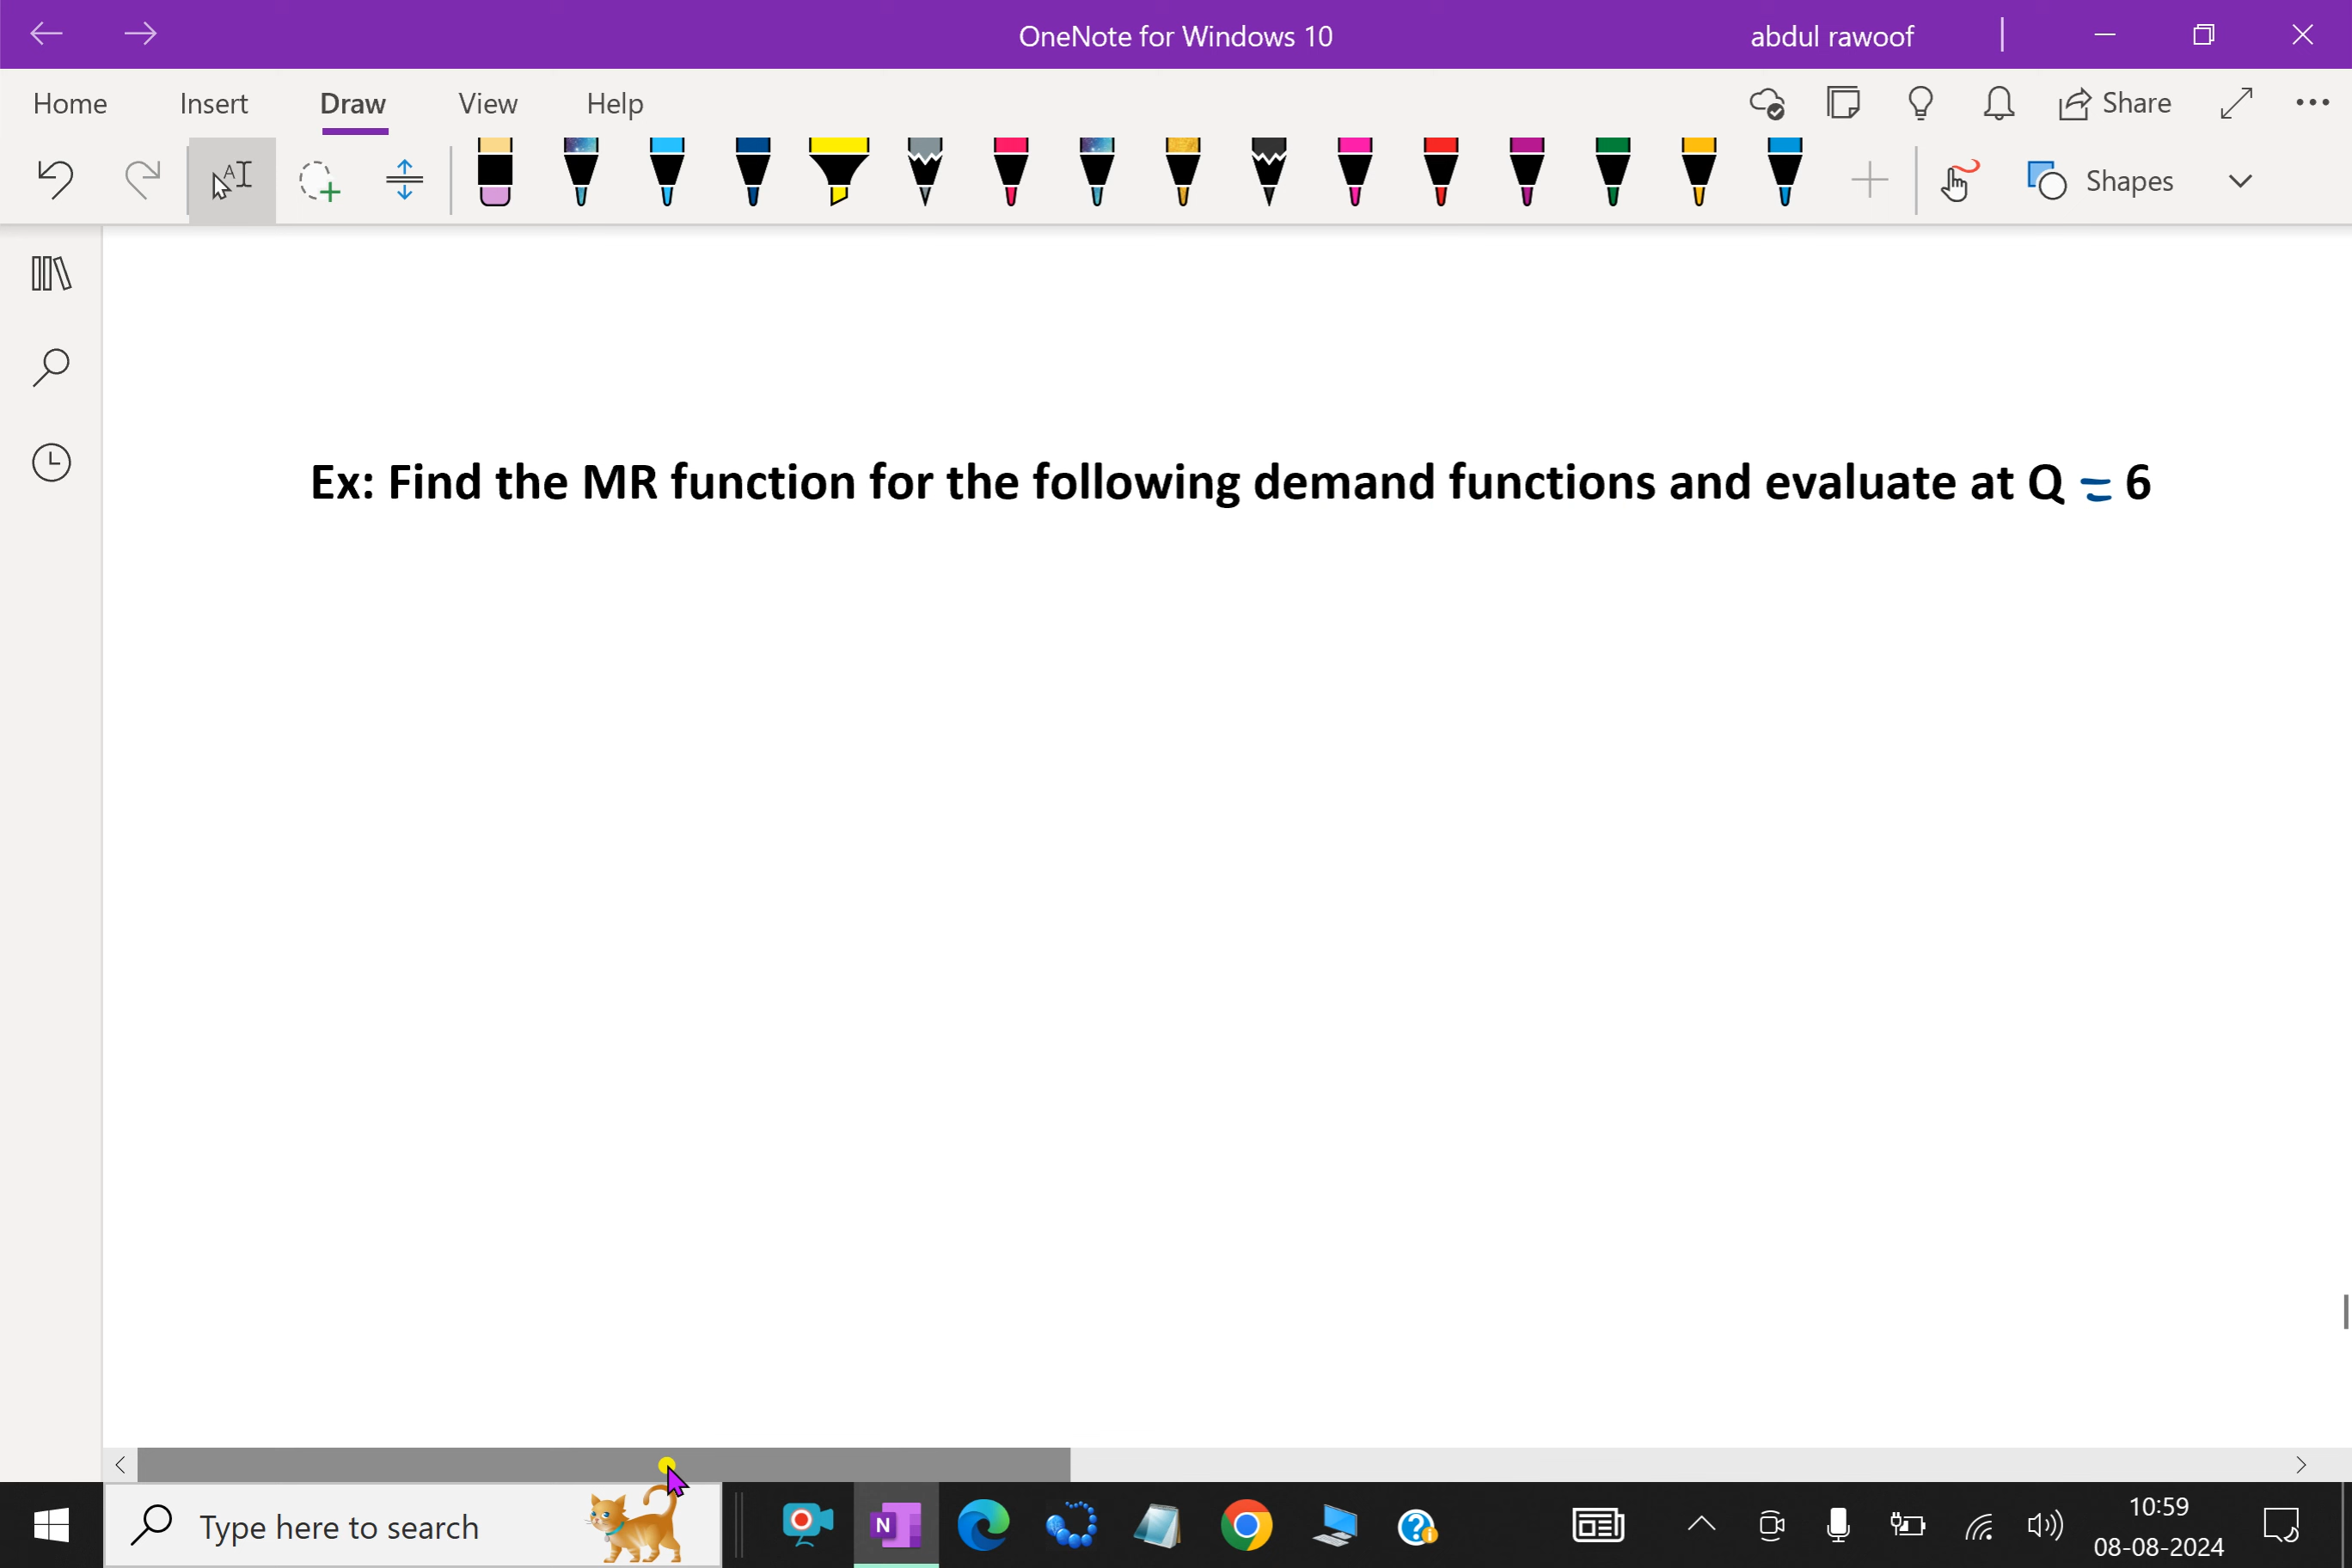 OneNote for Windows 10
abdul rawoof
Home Insert Draw View Help
Share
AI
Shapes
Ex: Find the MR function for the following demand functions and evaluate at Q = 6
Type here to search
N
10:59
08-08-2024